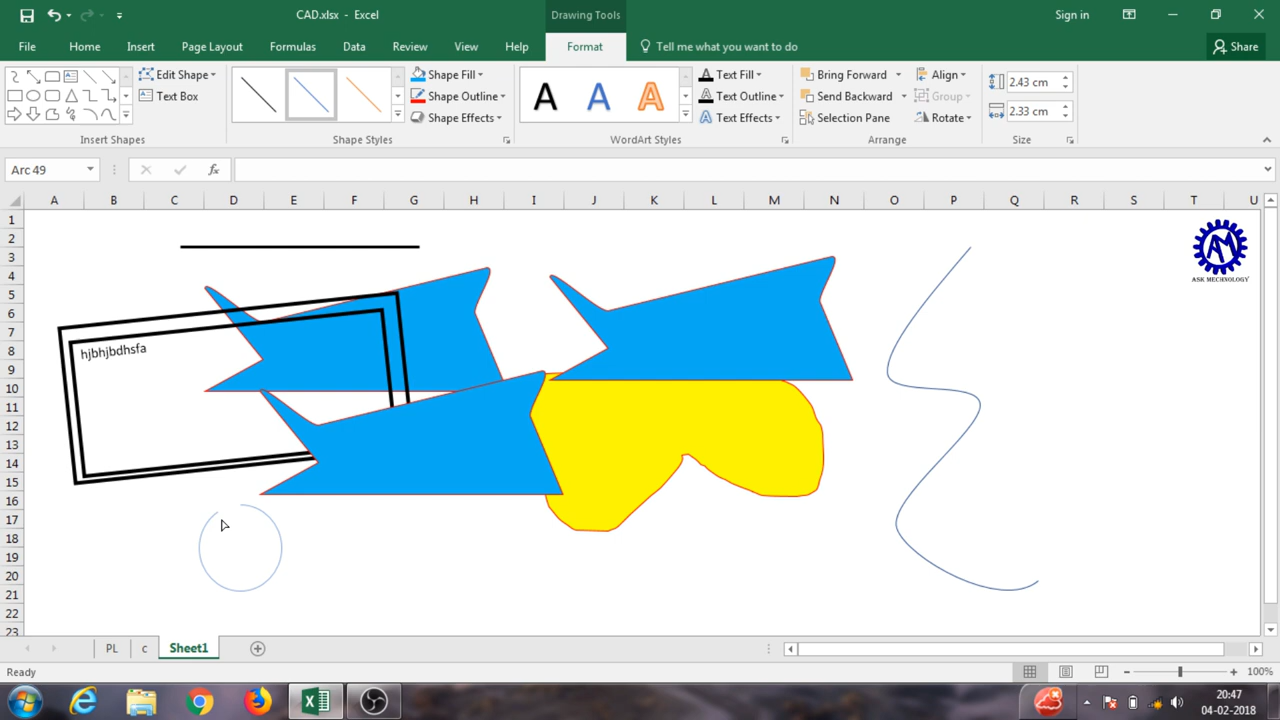 CAD.xlsx - Excel
Drawing Tools
Sign in
File
Home
Insert
Page Layout
Formulas
Data
Review
View
Help
Format
Tell me what you want to do
Share
Edit Shape
Text Box
Insert Shapes
Shape Fill
Shape Outline
Shape Effects
Shape Styles
A A A
Text Fill
Text Outline
Text Effects
WordArt Styles
Bring Forward
Send Backward
Selection Pane
Align
Group
Rotate
Arrange
2.43 cm
2.33 cm
Size
Arc 49
fx
A B C D E F G H I J K L M N O P Q R S T U
1
2
3
4
5
6
7
8
9
10
11
12
13
14
15
16
17
18
19
20
21
22
23
AM
ASK MECHNOLOGY
hjbhjbdhsfa
PL
c
Sheet1
Ready
100%
20:47
04-02-2018